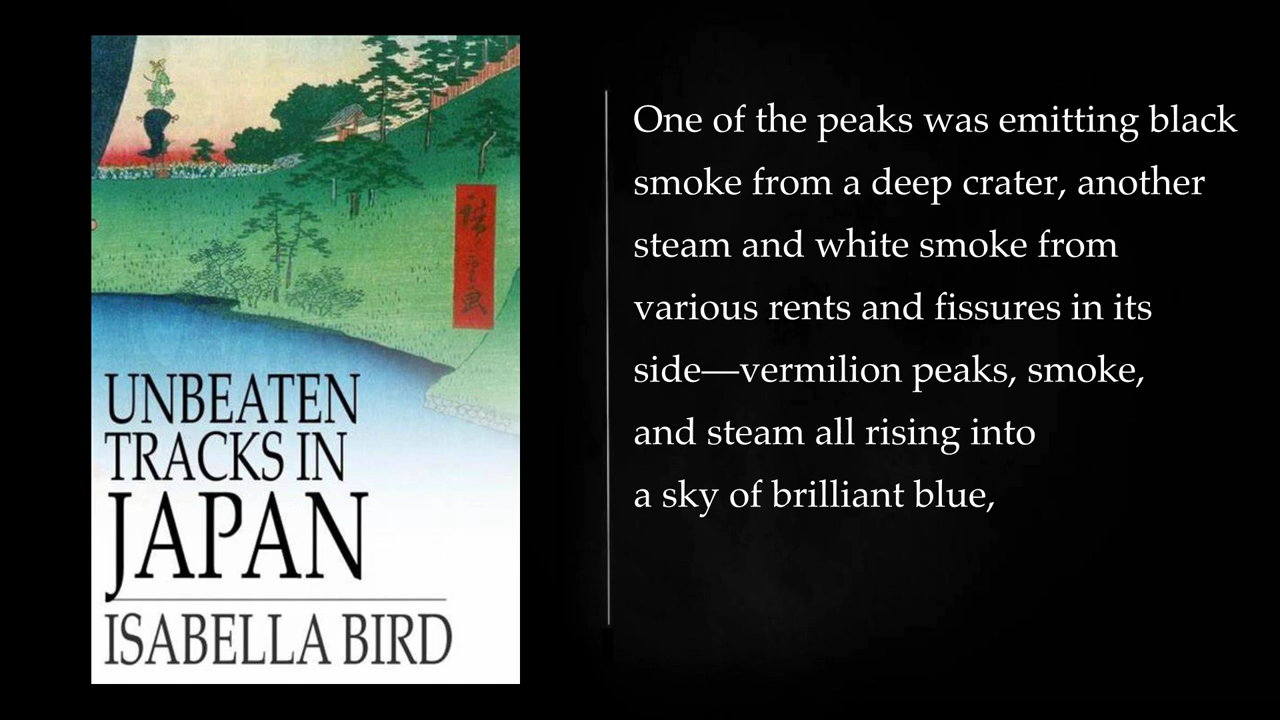 UNBEATEN
TRACKS IN
JAPAN
ISABELLA BIRD
One of the peaks was emitting black
smoke from a deep crater, another
steam and white smoke from
various rents and fissures in its
side—vermilion peaks, smoke,
and steam all rising into
a sky of brilliant blue,